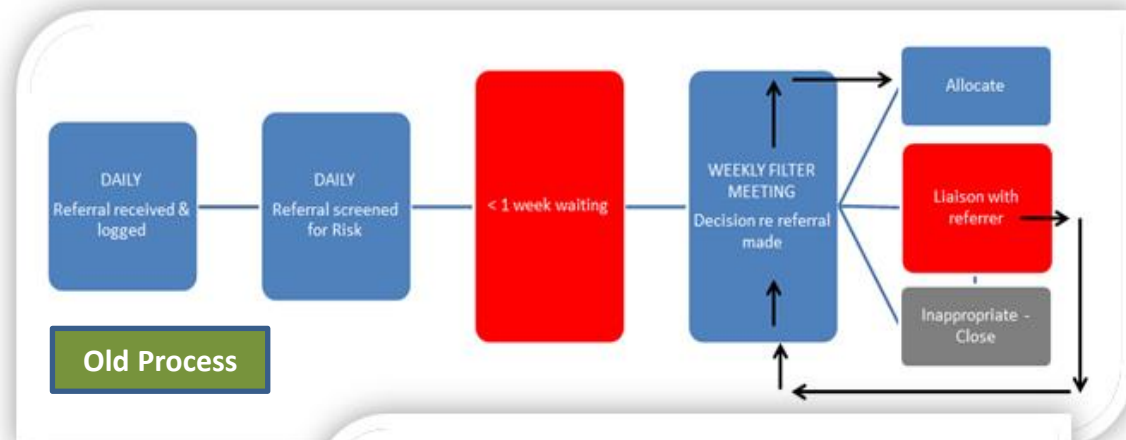 DAILY
Referral received &
logged
DAILY
Referral screened
for Risk
< 1 week waiting
WEEKLY FILTER
MEETING
Decision re referral
made
Allocate
Liaison with
referrer
Inappropriate -
Close
Old Process